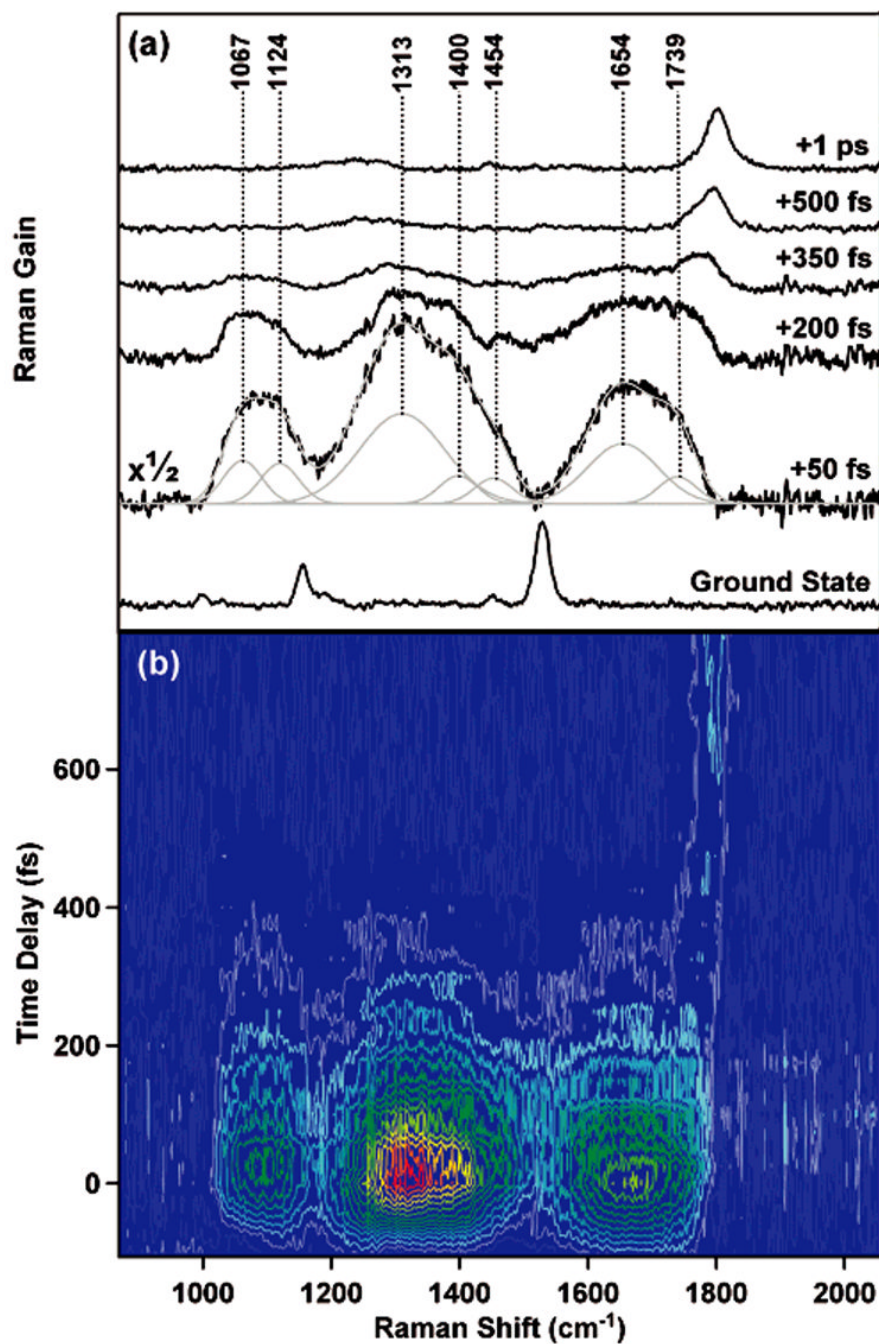 (a)
1067
1124
1313
1400
1454
1654
1739
+1 ps
+500 fs
+350 fs
+200 fs
x½
+50 fs
Ground State
Raman Gain
(b)
600
400
200
0
Time Delay (fs)
1000 1200 1400 1600 1800 2000
Raman Shift (cm⁻¹)